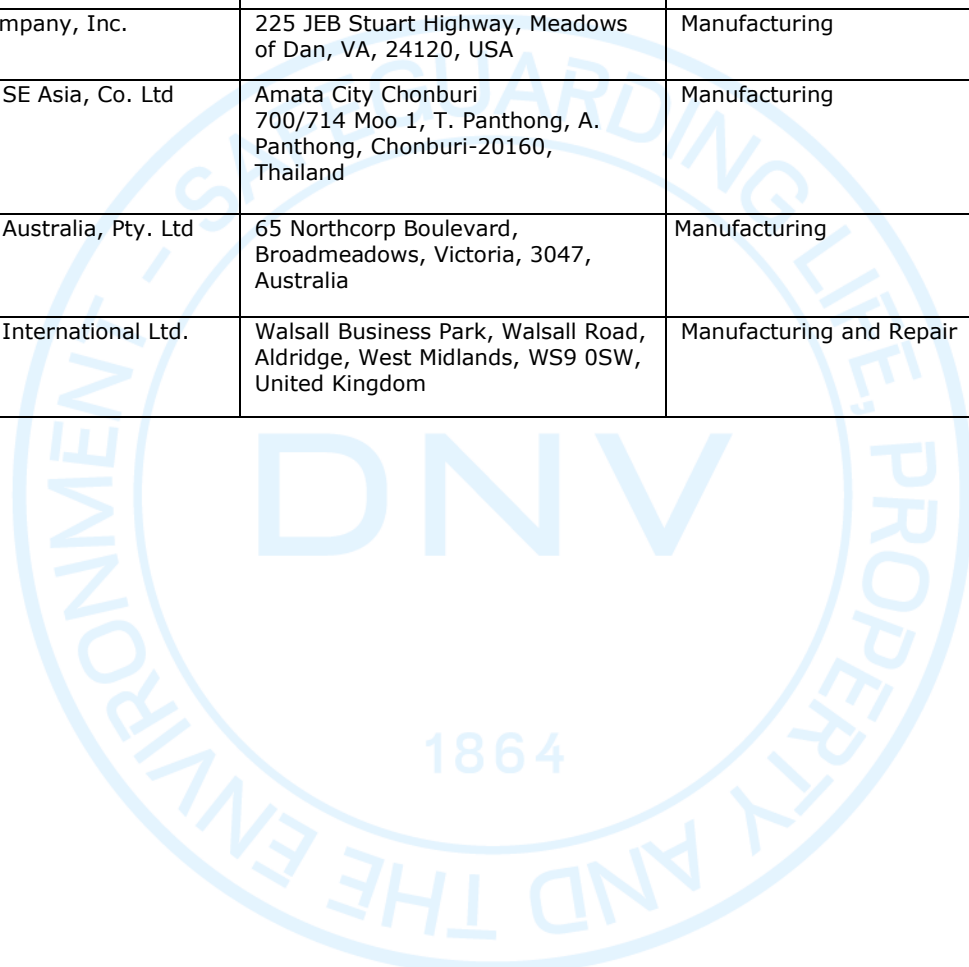 mpany, Inc.
225 JEB Stuart Highway, Meadows
of Dan, VA, 24120, USA
Manufacturing
SE Asia, Co. Ltd
Amata City Chonburi
700/714 Moo 1, T. Panthong, A.
Panthong, Chonburi-20160,
Thailand
Manufacturing
Australia, Pty. Ltd
65 Northcorp Boulevard,
Broadmeadows, Victoria, 3047,
Australia
Manufacturing
International Ltd.
Walsall Business Park, Walsall Road,
Aldridge, West Midlands, WS9 0SW,
United Kingdom
Manufacturing and Repair
SAFEGUARDING LIFE, PROPERTY AND THE ENVIRONMENT -
DNV
1864